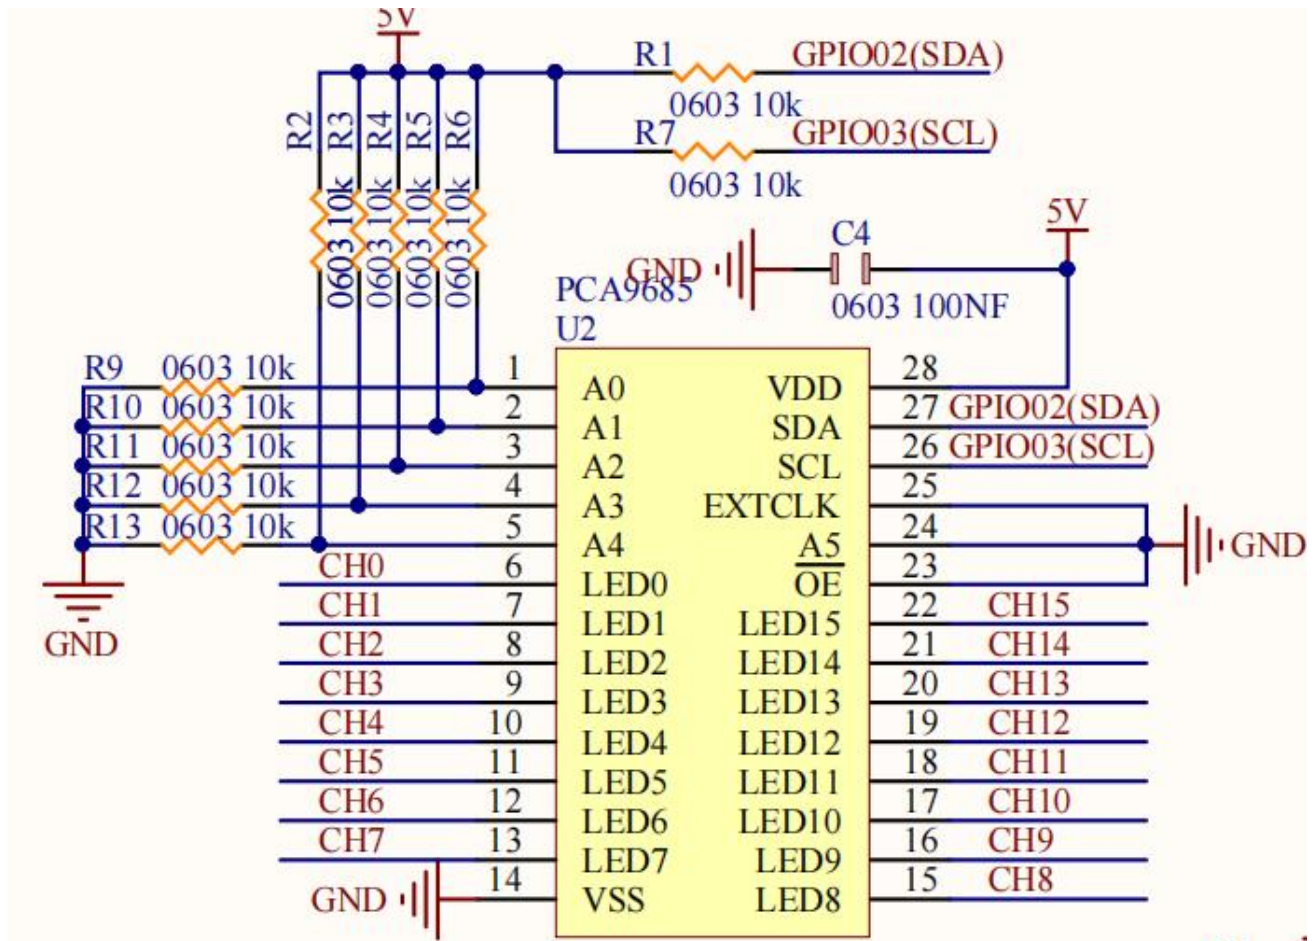 5V
R1 GPIO02(SDA)
0603 10k
R2 R3 R4 R5 R6
R7 GPIO03(SCL)
0603 10k
0603 10k 0603 10k 0603 10k 0603 10k 0603 10k
5V
C4
GND
0603 100NF
PCA9685
U2
R9 0603 10k 1 A0 VDD 28
R10 0603 10k 2 A1 SDA 27 GPIO02(SDA)
R11 0603 10k 3 A2 SCL 26 GPIO03(SCL)
R12 0603 10k 4 A3 EXTCLK 25
R13 0603 10k 5 A4 A5 24 GND
CH0 6 LED0 OE 23
CH1 7 LED1 LED15 22 CH15
GND
CH2 8 LED2 LED14 21 CH14
CH3 9 LED3 LED13 20 CH13
CH4 10 LED4 LED12 19 CH12
CH5 11 LED5 LED11 18 CH11
CH6 12 LED6 LED10 17 CH10
CH7 13 LED7 LED9 16 CH9
GND 14 VSS LED8 15 CH8